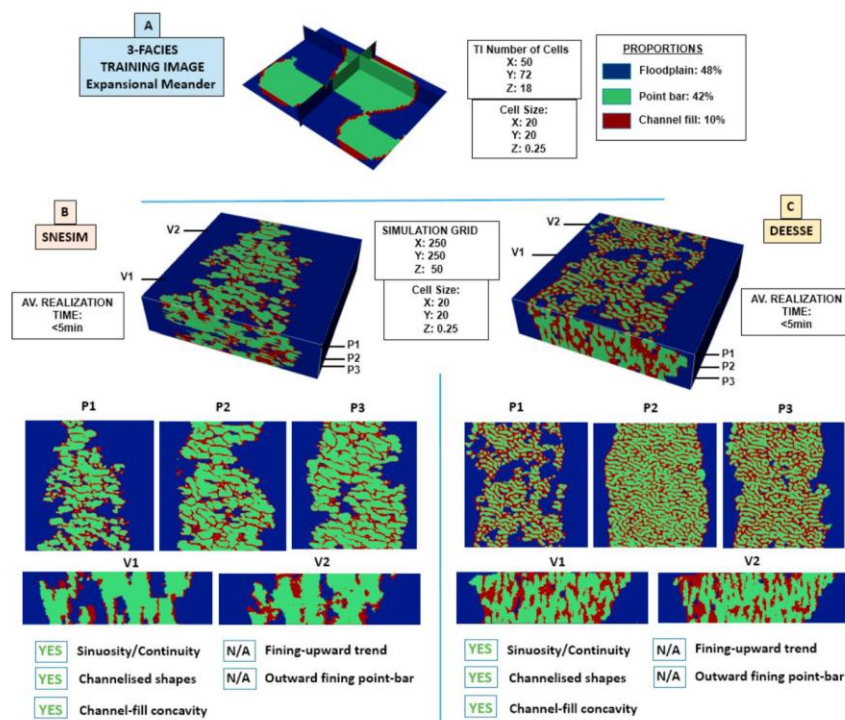 A
3-FACIES
TRAINING IMAGE
Expansional Meander
TI Number of Cells
X: 50
Y: 72
Z: 18
Cell Size:
X: 20
Y: 20
Z: 0.25
PROPORTIONS
Floodplain: 48%
Point bar: 42%
Channel fill: 10%
B
SNESIM
V2
V1
AV. REALIZATION
TIME:
<5min
P1
P2
P3
SIMULATION GRID
X: 250
Y: 250
Z: 50
Cell Size:
X: 20
Y: 20
Z: 0.25
C
DEESSE
V2
V1
AV. REALIZATION
TIME:
<5min
P1
P2
P3
P1 P2 P3
V1 V2
YES Sinuosity/Continuity N/A Fining-upward trend
YES Channelised shapes N/A Outward fining point-bar
YES Channel-fill concavity
P1 P2 P3
V1 V2
YES Sinuosity/Continuity N/A Fining-upward trend
YES Channelised shapes N/A Outward fining point-bar
YES Channel-fill concavity